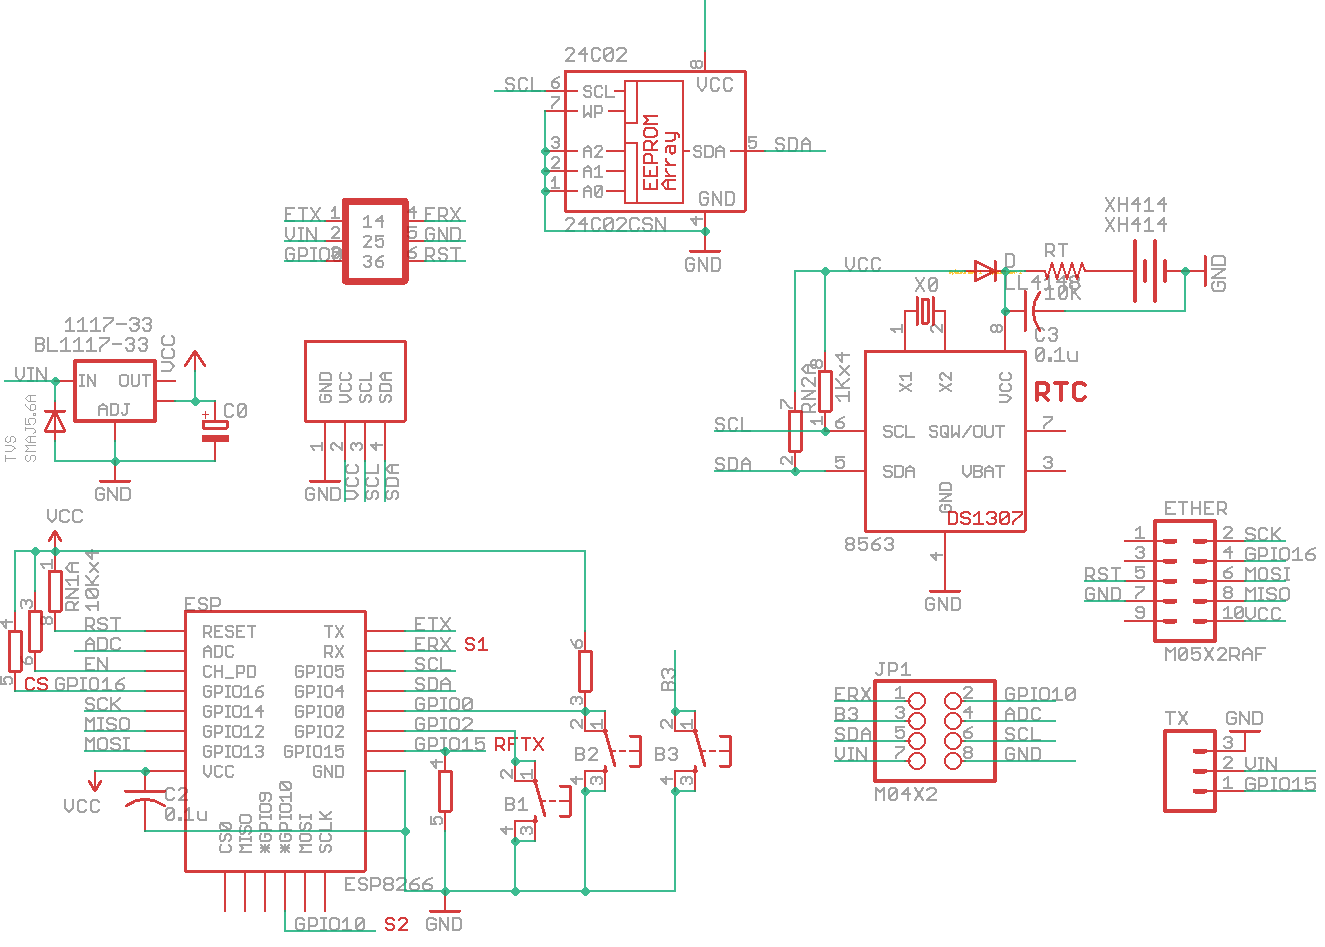 24C02
8
VCC
SCL 6 SCL
7 WP
3 A2
2 A1
1 A0
EEPROM
Array
SDA 5 SDA
GND
4
24C02CSN
GND
ETX 1 14 4 ERX
VIN 2 25 5 GND
GPIO0 3 36 6 RST
XH414
XH414
VCC
D
LL4148
RT
10K
GND
X0
1
2
8
C3
0.1u
1117-33
BL1117-33
VIN
IN OUT
ADJ
VCC
+
C0
TVS
SMAJ5.6A
GND
GND
VCC
SCL
SDA
1
2
3
4
GND
VCC
SCL
SDA
RN2A
1Kx4
8
1
7
2
X1
X2
VCC
RTC
SCL 6 SCL SQW/OUT 7
SDA 5 SDA VBAT 3
GND
DS1307
8563
4
GND
ETHER
1 2 SCK
3 4 GPIO16
RST 5 6 MOSI
GND 7 8 MISO
9 10 VCC
M05X2RAF
VCC
1
8
RN1A
10Kx4
3
6
4
5
ESP
RST RESET TX ETX
ADC ADC RX ERX S1
EN CH_PD GPIO5 SCL
CS GPIO16 GPIO16 GPIO4 SDA
SCK GPIO14 GPIO0 GPIO0
MISO GPIO12 GPIO2 GPIO2
MOSI GPIO13 GPIO15 GPIO15 RFTX
VCC GND
VCC
C2
0.1u
CS0
MISO
*GPIO9
*GPIO10
MOSI
SCLK
ESP8266
GPIO10 S2
GND
4
5
6
3
2
1
B1
4
3
2
1
B2
4
3
B3
2
1
B3
4
3
JP1
ERX 1 2 GPIO10
B3 3 4 ADC
SDA 5 6 SCL
VIN 7 8 GND
M04X2
TX
GND
3
2 VIN
1 GPIO15